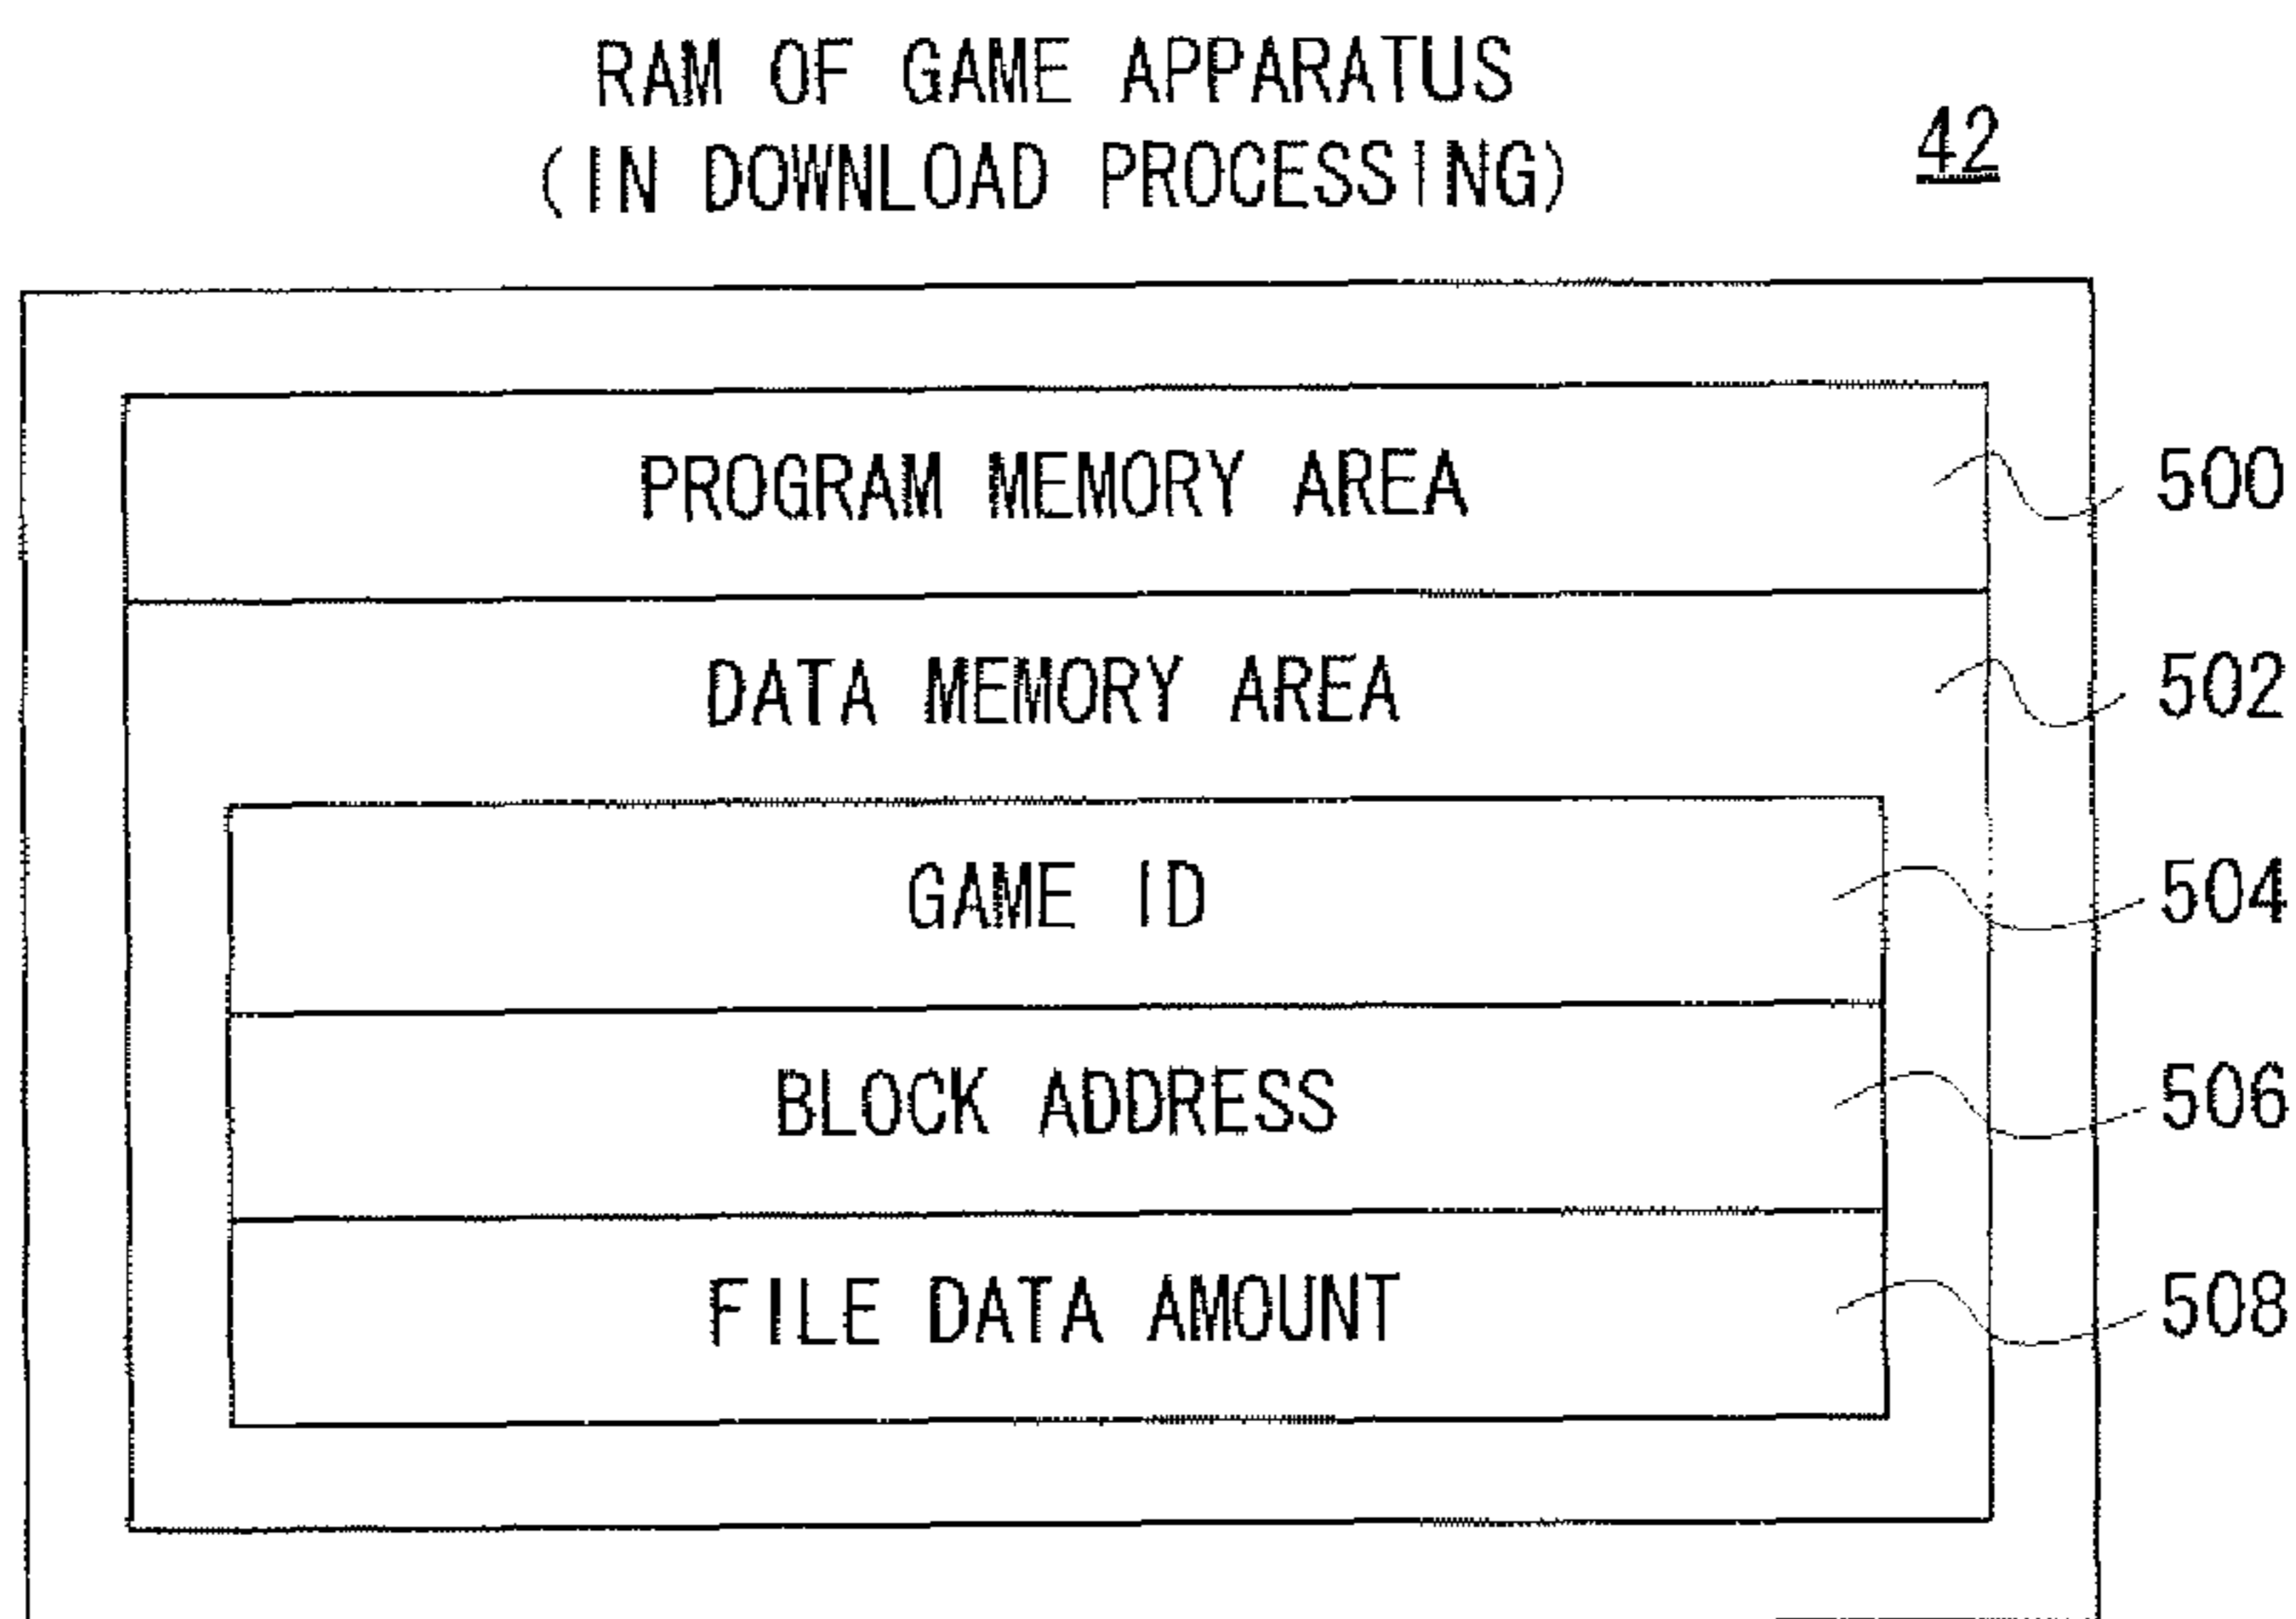 RAM OF GAME APPARATUS
(IN DOWNLOAD PROCESSING)
42
PROGRAM MEMORY AREA
500
DATA MEMORY AREA
502
GAME ID
504
BLOCK ADDRESS
506
FILE DATA AMOUNT
508